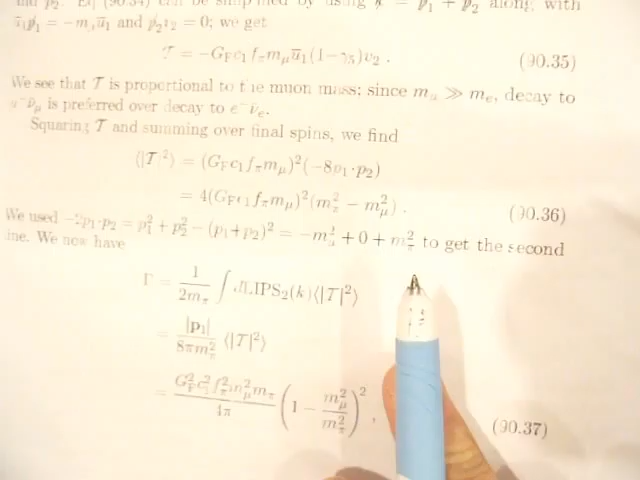 and p̸₂. Eq. (90.34) can be simplified by using k̸ = p̸₁ + p̸₂ along with
ū₁p̸₁ = −m_μū₁ and p̸₂v₂ = 0; we get
𝒯 = −G_F c₁ f_π m_μ ū₁(1−γ₅)v₂ . (90.35)
We see that 𝒯 is proportional to the muon mass; since m_μ ≫ m_e, decay to
μ⁻ν̄_μ is preferred over decay to e⁻ν̄_e.
Squaring 𝒯 and summing over final spins, we find
⟨|𝒯|²⟩ = (G_F c₁ f_π m_μ)²(−8p₁·p₂)
= 4(G_F c₁ f_π m_μ)²(m_π² − m_μ²) . (90.36)
We used −2p₁·p₂ = p₁² + p₂² − (p₁+p₂)² = −m_μ² + 0 + m_π² to get the second
line. We now have
Γ = 1/(2m_π) ∫ dLIPS₂(k)⟨|𝒯|²⟩
= |𝐩₁|/(8πm_π²) ⟨|𝒯|²⟩
= (G_F² c₁² f_π² m_μ² m_π)/(4π) (1 − m_μ²/m_π²)² , (90.37)